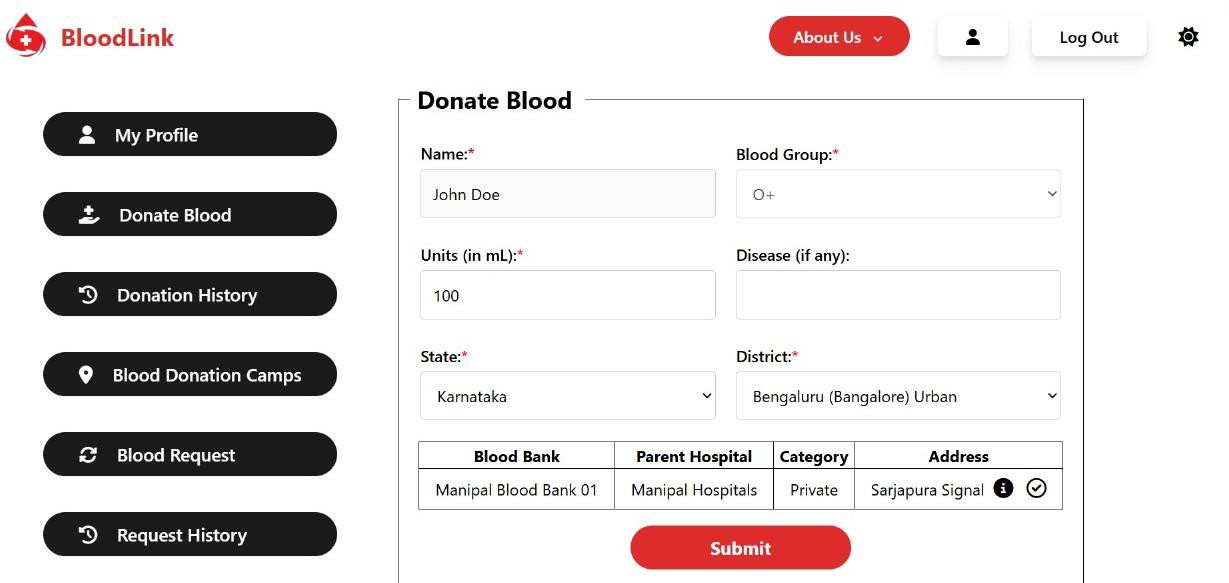 BloodLink
About Us
Log Out
My Profile
Donate Blood
Donation History
Blood Donation Camps
Blood Request
Request History
Donate Blood
Name:* Blood Group:*
John Doe O+
Units (in mL):* Disease (if any):
100
State:* District:*
Karnataka Bengaluru (Bangalore) Urban
Blood Bank Parent Hospital Category Address
Manipal Blood Bank 01 Manipal Hospitals Private Sarjapura Signal
Submit